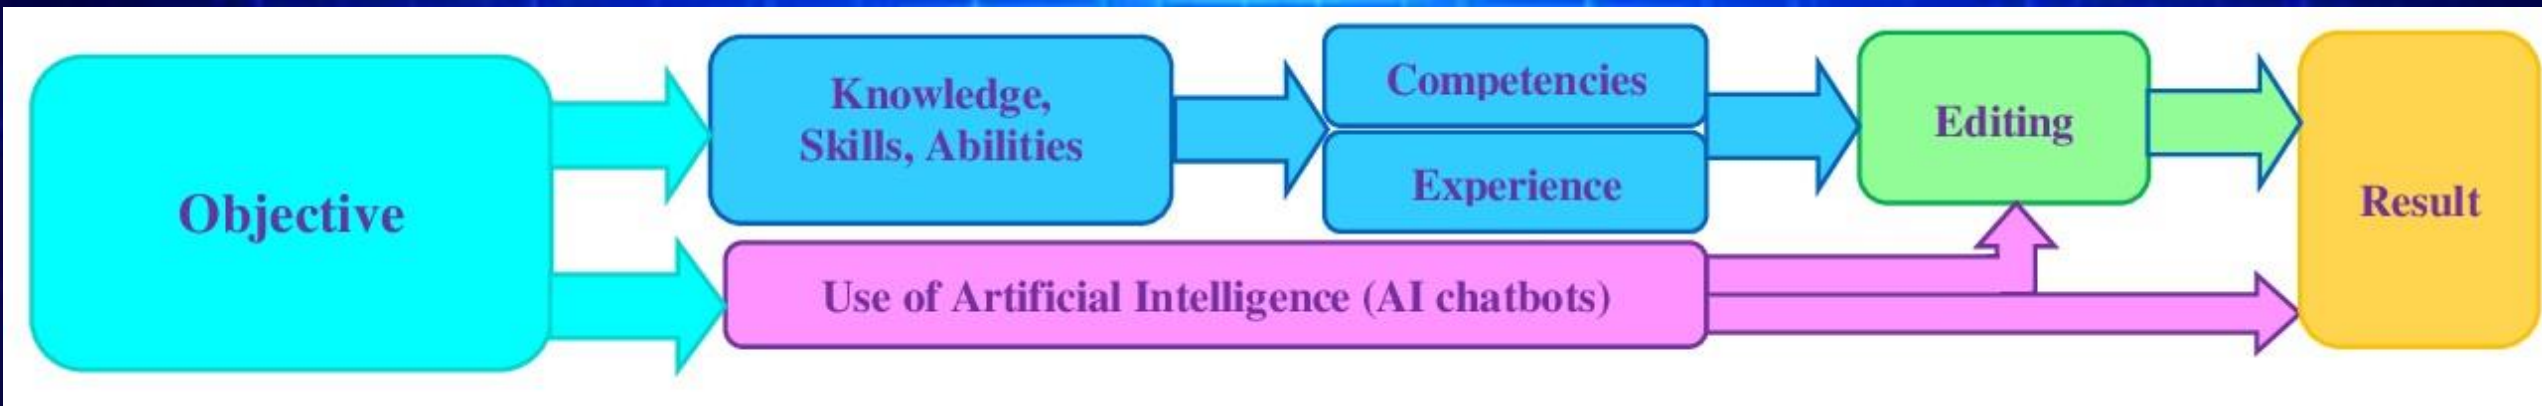 Objective
Knowledge,
Skills, Abilities
Competencies
Experience
Editing
Use of Artificial Intelligence (AI chatbots)
Result